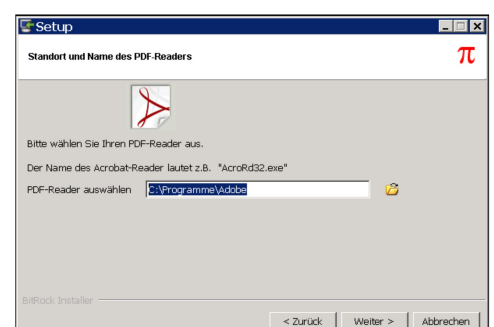 Setup
Standort und Name des PDF-Readers
π
Bitte wählen Sie Ihren PDF-Reader aus.
Der Name des Acrobat-Reader lautet z.B. "AcroRd32.exe"
PDF-Reader auswählen C:\Programme\Adobe
BitRock Installer
< Zurück Weiter > Abbrechen